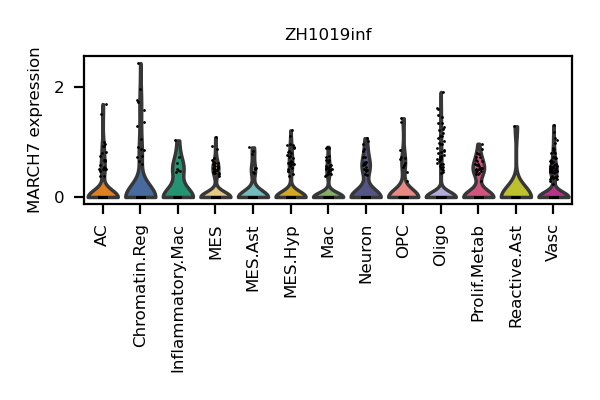 ZH1019inf
MARCH7 expression
2
0
AC
Chromatin.Reg
Inflammatory.Mac
MES
MES.Ast
MES.Hyp
Mac
Neuron
OPC
Oligo
Prolif.Metab
Reactive.Ast
Vasc